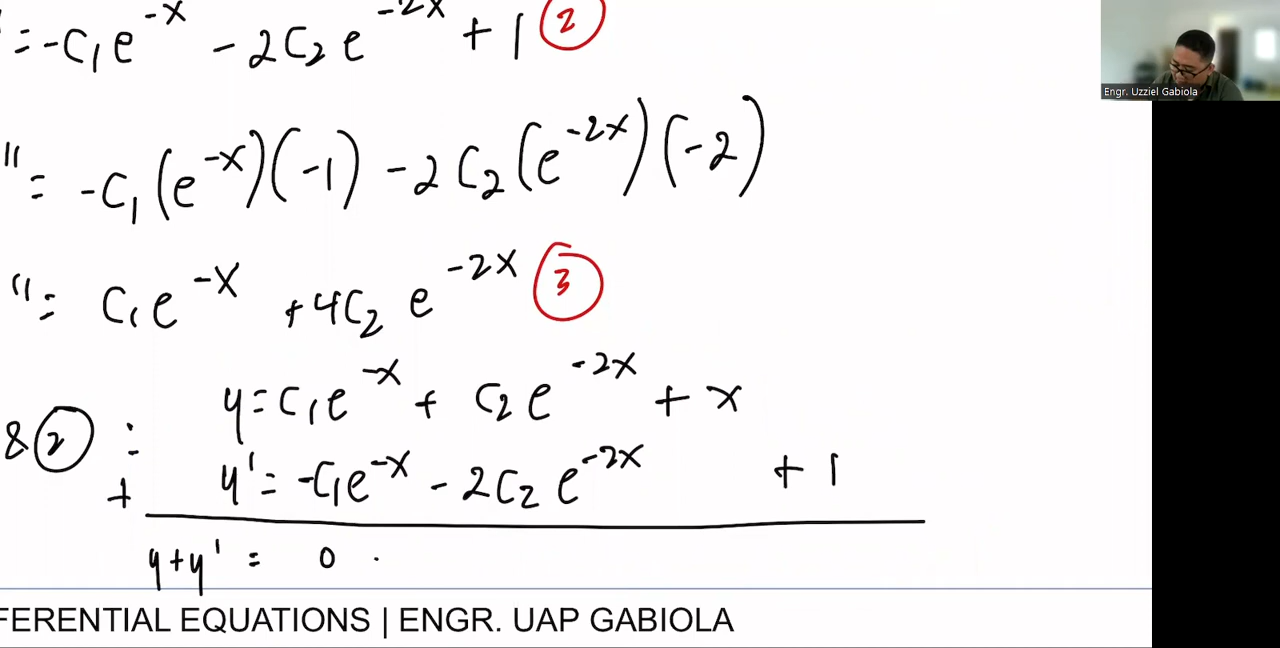 = -C₁e^{-x} - 2C₂e^{-2x} + 1 ②
" = -C₁(e^{-x})(-1) - 2C₂(e^{-2x})(-2)
" = C₁e^{-x} + 4C₂e^{-2x} ③
y = C₁e^{-x} + C₂e^{-2x} + x
& ② :
+ y' = -C₁e^{-x} - 2C₂e^{-2x} + 1
y + y' = 0 -
FERENTIAL EQUATIONS | ENGR. UAP GABIOLA
Engr. Uzziel Gabiola